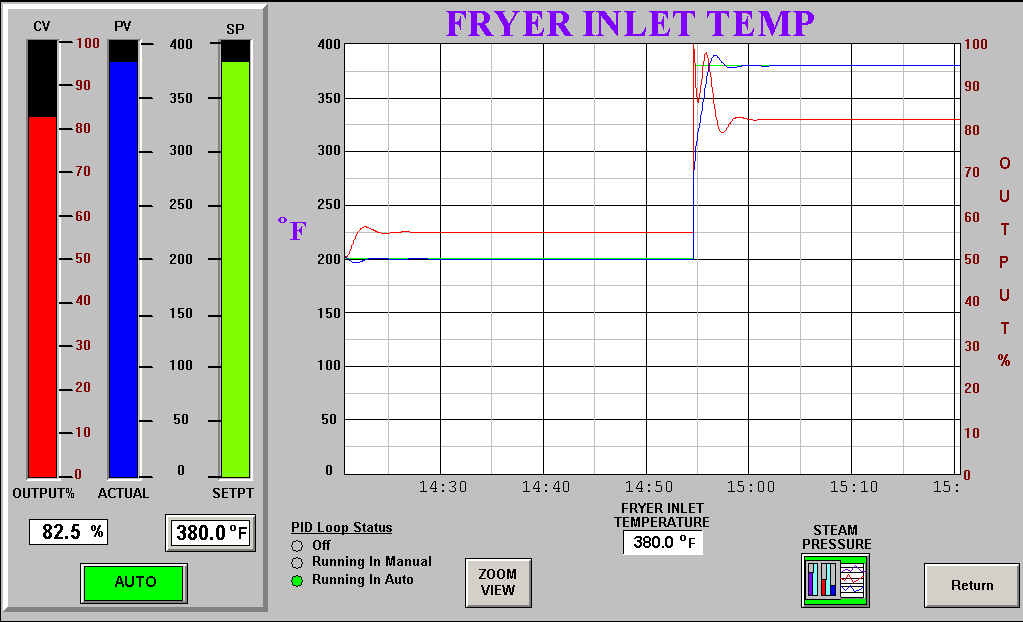 FRYER INLET TEMP
CV PV SP
100
90
80
70
60
50
40
30
20
10
0
400
350
300
250
200
150
100
50
0
OUTPUT% ACTUAL SETPT
82.5 %
380.0 °F
AUTO
°F
400
350
300
250
200
150
100
50
0
14:30 14:40 14:50 15:00 15:10 15:
100
90
80
70
60
50
40
30
20
10
0
O
U
T
P
U
T
%
PID Loop Status
Off
Running In Manual
Running In Auto
ZOOM
VIEW
FRYER INLET
TEMPERATURE
380.0 °F
STEAM
PRESSURE
Return